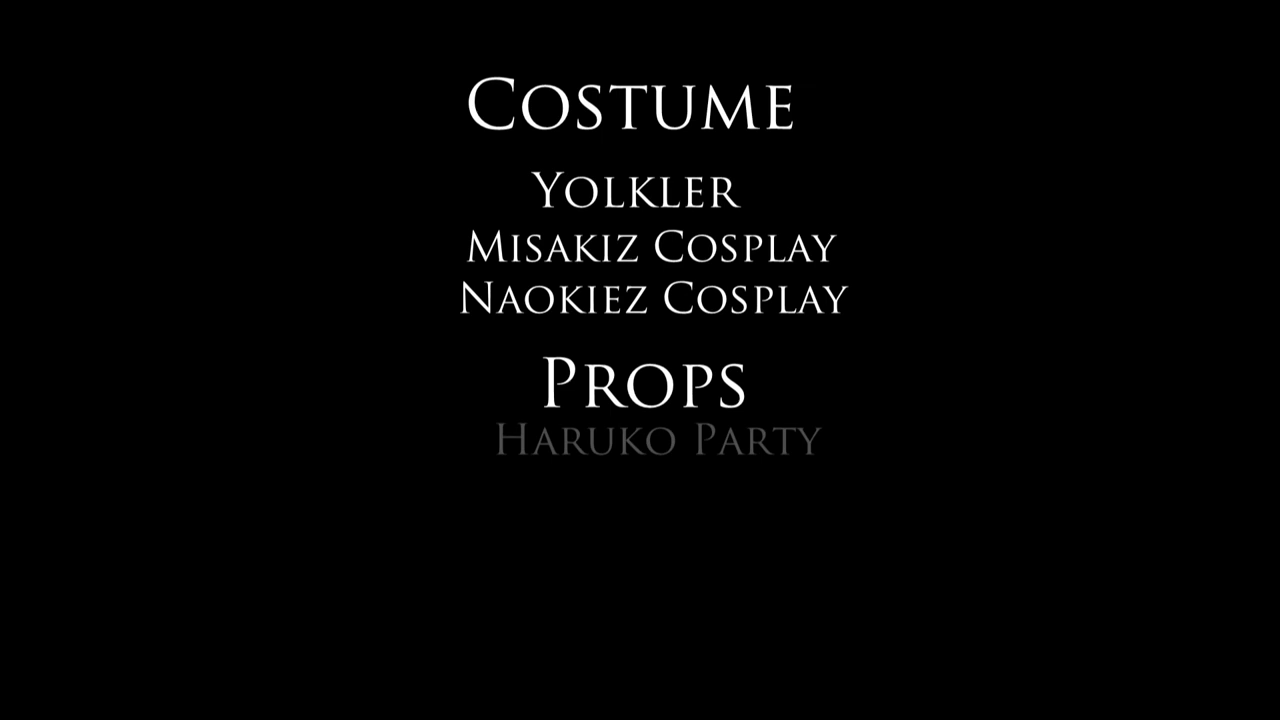 Costume
Yolkler
Misakiz Cosplay
Naokiez Cosplay
Props
Haruko Party